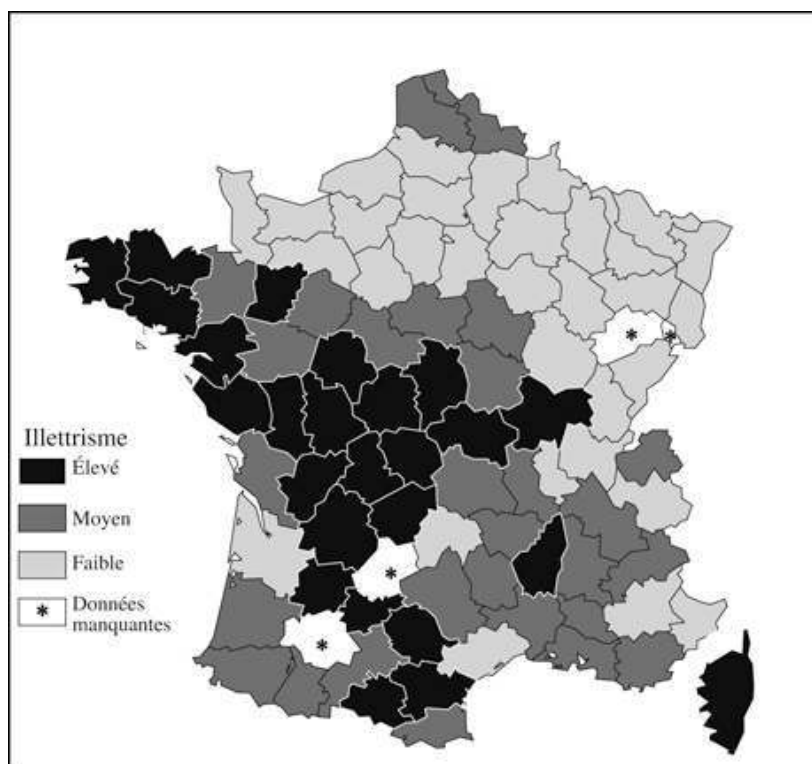 *
*
Illettrisme
Élevé
Moyen
Faible
* Données
manquantes
*
*